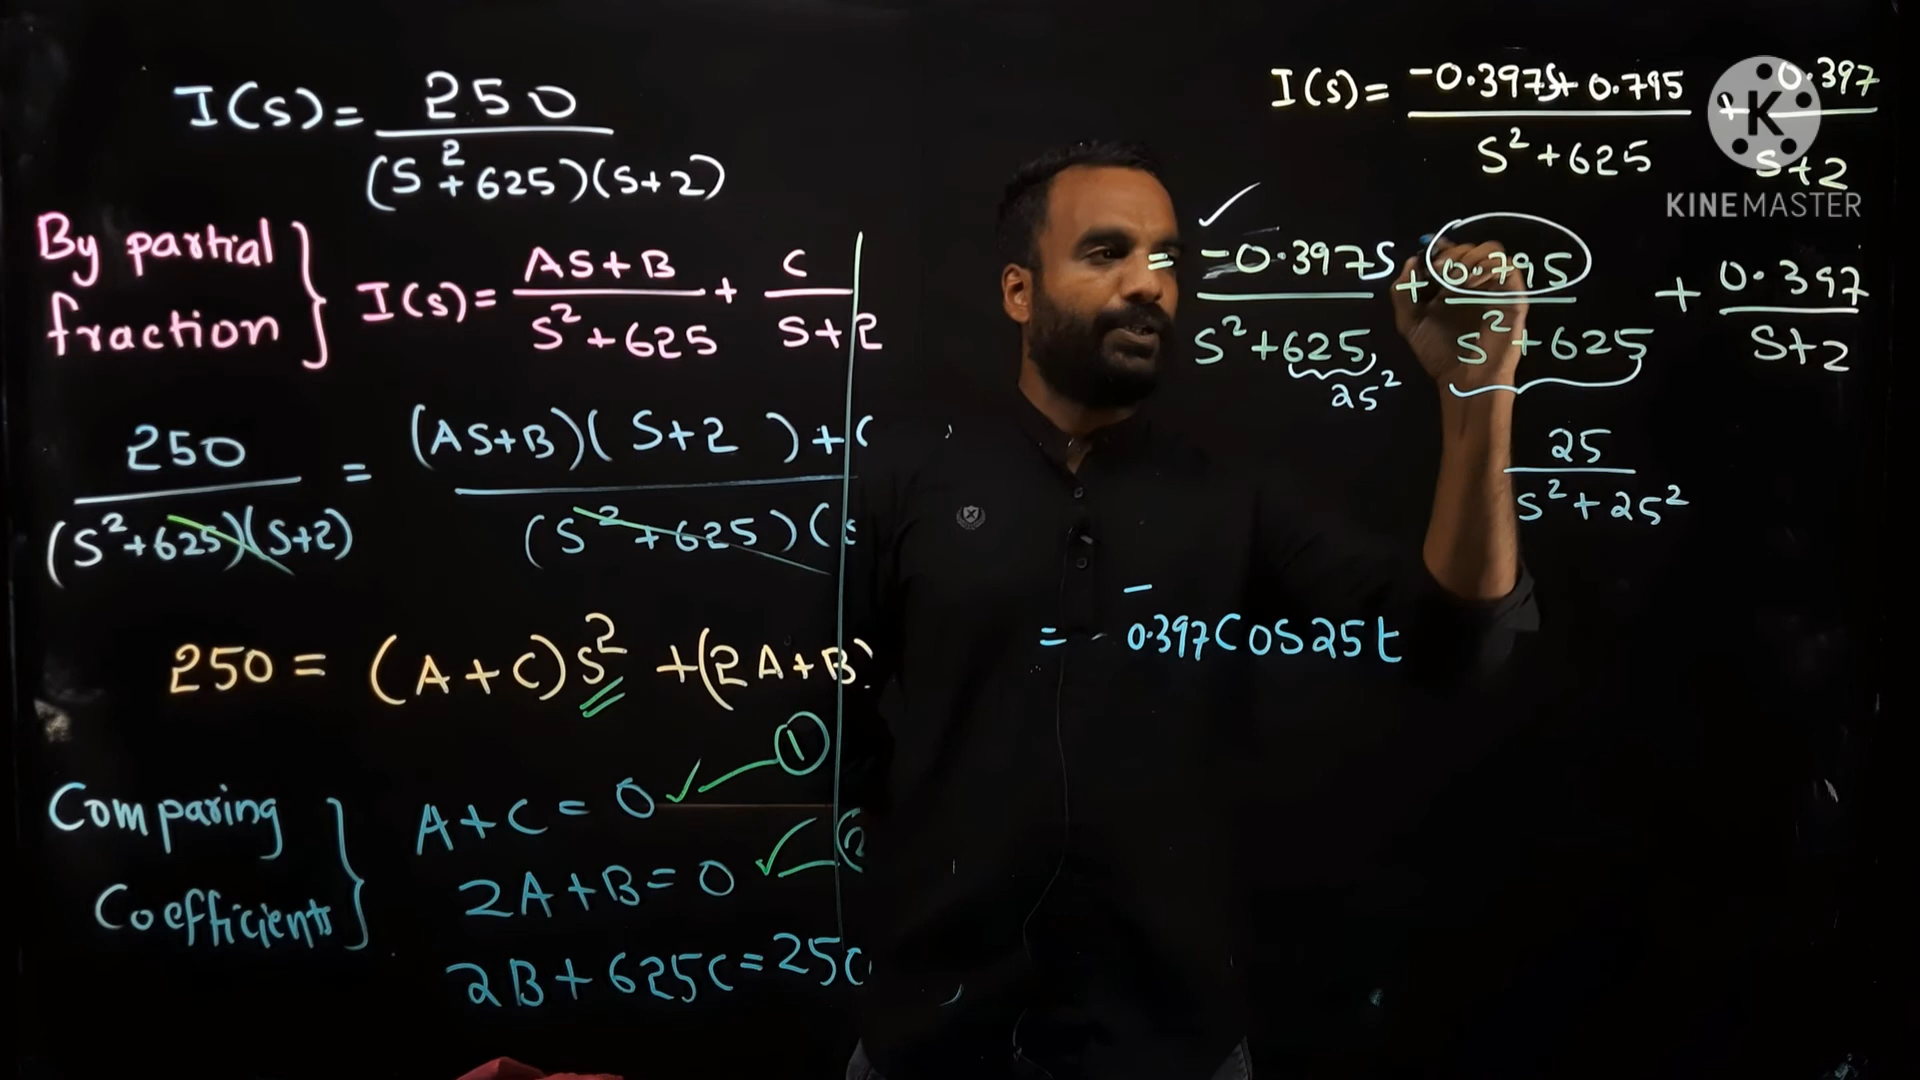 I(s) = 250
(S²+625)(S+2)
By partial fraction } I(s) = AS+B / S²+625 + C / S+2
250 / (S²+625)(S+2) = (AS+B)(S+2) + ( / (S²+625)(
250 = (A+C)S² + (2A+B)
Comparing Coefficients }
A+C = 0 ①
2A+B = 0
2B+625C = 250
I(s) = -0.397S + 0.795 / S²+625 + 0.397 / S+2
= -0.397S / S²+625 + 0.795 / S²+625 + 0.397 / S+2
25²
25 / S²+25²
= -0.397 COS 25t
K
KINEMASTER